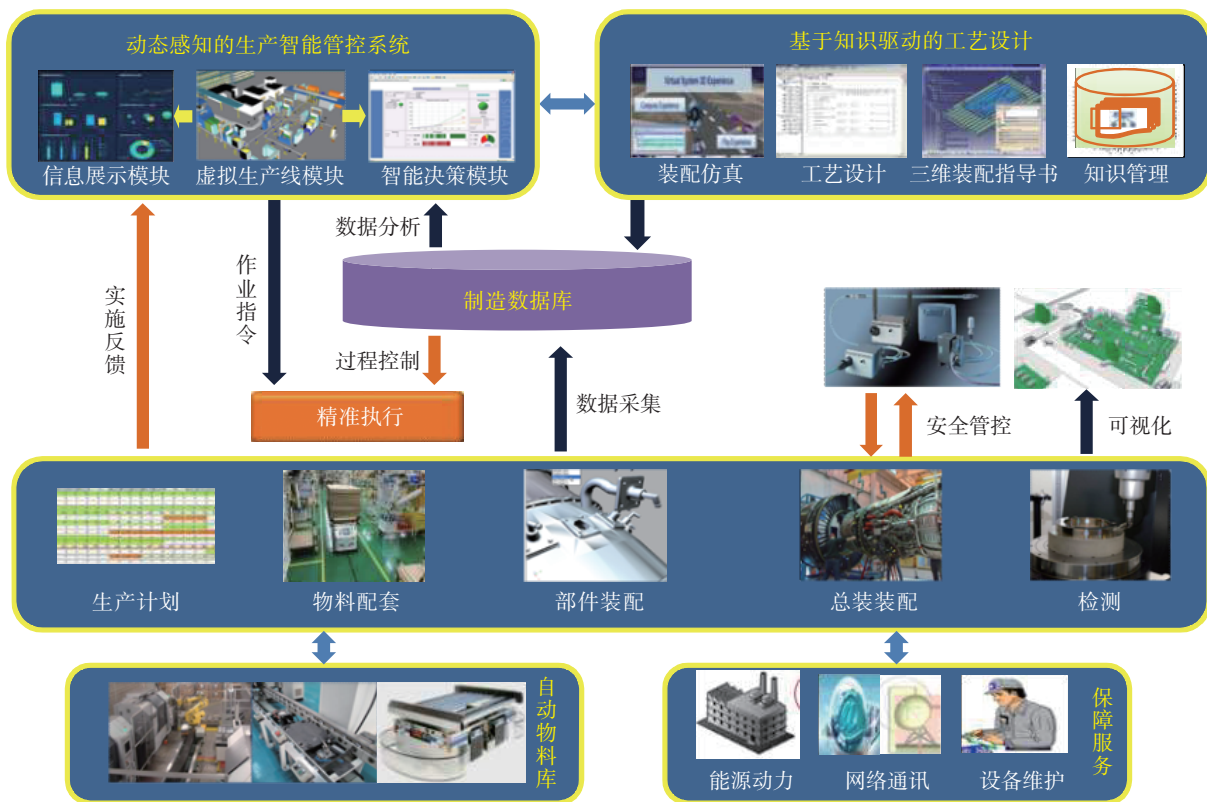 动态感知的生产智能管控系统
信息展示模块
虚拟生产线模块
智能决策模块
基于知识驱动的工艺设计
Virtual System 3D Experience
装配仿真
工艺设计
三维装配指导书
知识管理
实施反馈
作业指令
数据分析
制造数据库
过程控制
精准执行
数据采集
安全管控
可视化
生产计划
物料配套
部件装配
总装装配
检测
自动物料库
能源动力
网络通讯
设备维护
保障服务